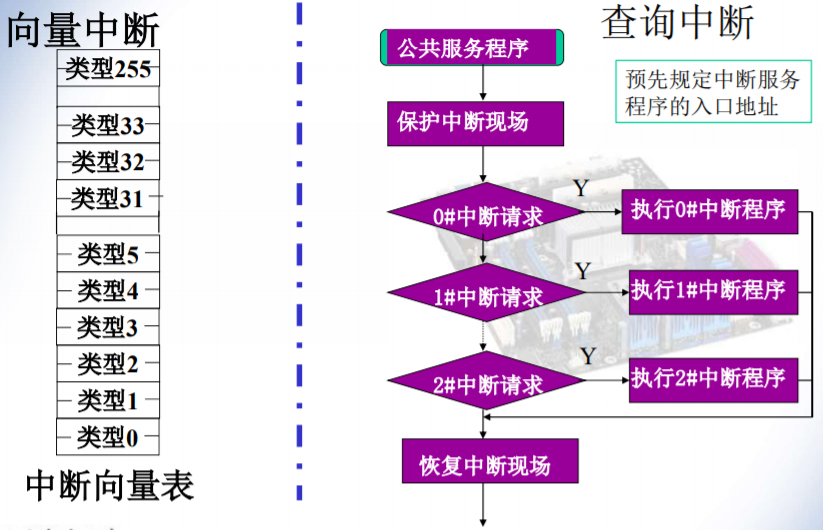 向量中断
类型255
类型33
类型32
类型31
类型5
类型4
类型3
类型2
类型1
类型0
中断向量表
查询中断
预先规定中断服务
程序的入口地址
公共服务程序
保护中断现场
0#中断请求
Y
执行0#中断程序
1#中断请求
Y
执行1#中断程序
2#中断请求
Y
执行2#中断程序
恢复中断现场